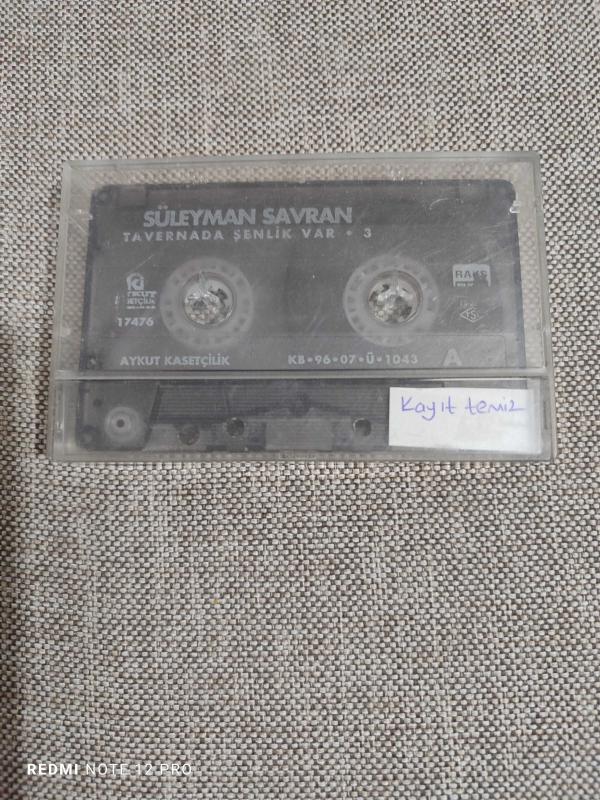 SÜLEYMAN SAVRAN
TAVERNADA ŞENLİK VAR • 3
RAKS
17476
AYKUT KASETÇİLİK
KB•96•07•Ü•1043
A
Kayıt temiz
REDMI NOTE 12 PRO